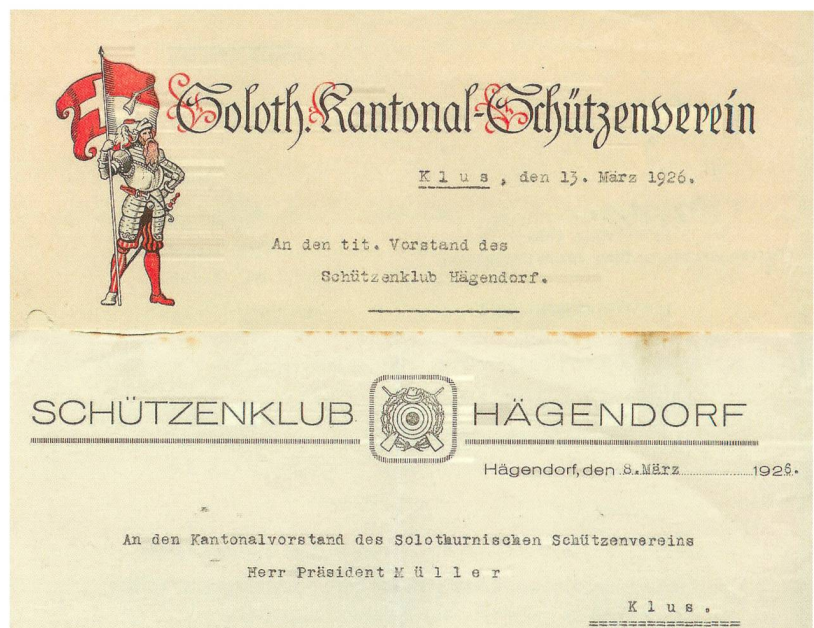 Soloth. Kantonal-Schützenverein
Klus, den 13. März 1926.
An den tit. Vorstand des
Schützenklub Hägendorf.
SCHÜTZENKLUB HÄGENDORF
Hägendorf, den 8. März 1926.
An den Kantonalvorstand des Solothurnischen Schützenvereins
Herr Präsident Müller
Klus.